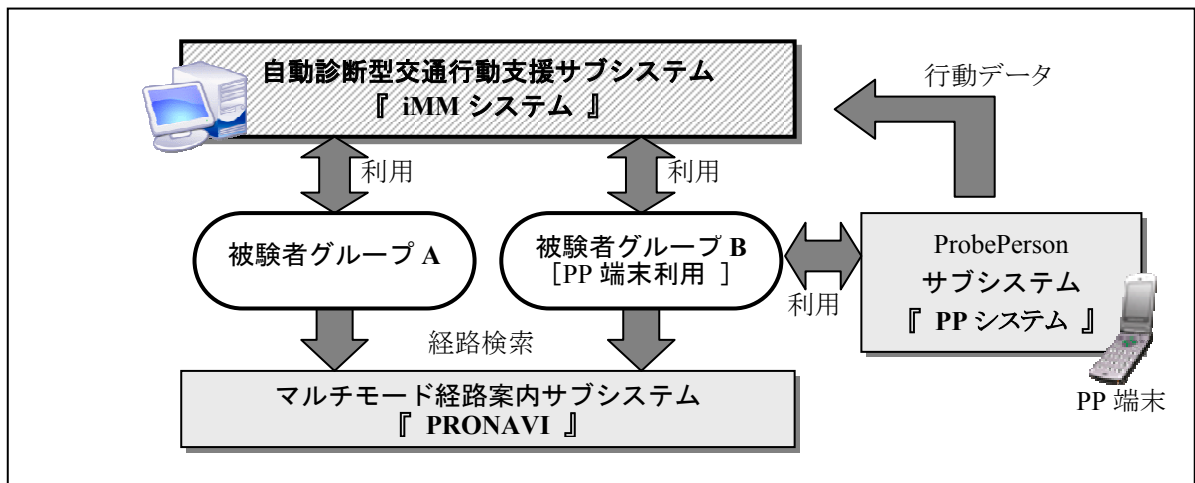 自動診断型交通行動支援サブシステム
『 iMM システム 』
行動データ
利用
利用
被験者グループ A
被験者グループ B
［PP 端末利用 ］
利用
ProbePerson
サブシステム
『 PP システム 』
PP 端末
経路検索
マルチモード経路案内サブシステム
『 PRONAVI 』